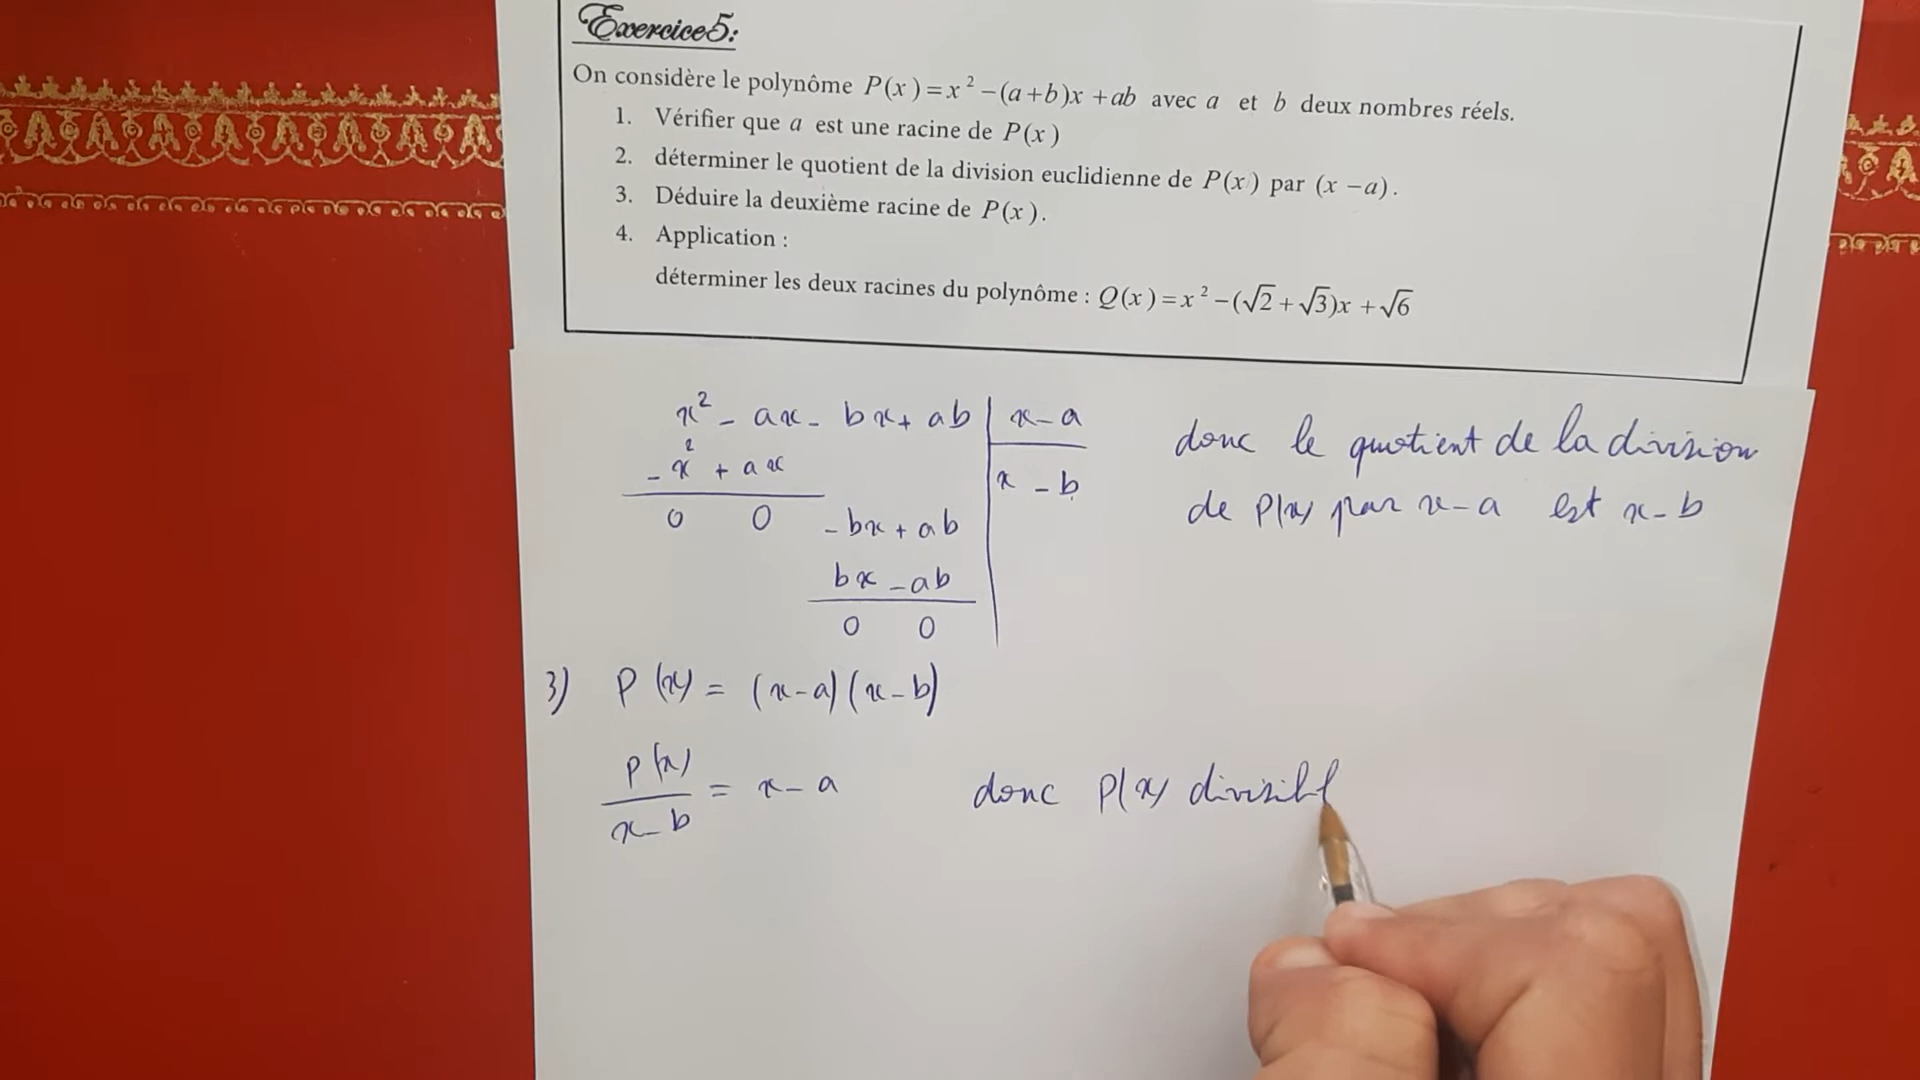 Exercice5:
On considère le polynôme P(x)=x²−(a+b)x+ab avec a et b deux nombres réels.
1. Vérifier que a est une racine de P(x)
2. déterminer le quotient de la division euclidienne de P(x) par (x−a).
3. Déduire la deuxième racine de P(x).
4. Application :
déterminer les deux racines du polynôme : Q(x)=x²−(√2+√3)x+√6
x² - ax - bx + ab | x - a
- x² + ax | x - b
0 0 - bx + ab
bx - ab
0 0
donc le quotient de la division
de P(x) par x-a est x-b
3) P(x) = (x-a)(x-b)
P(x)/(x-b) = x - a donc P(x) divisibl